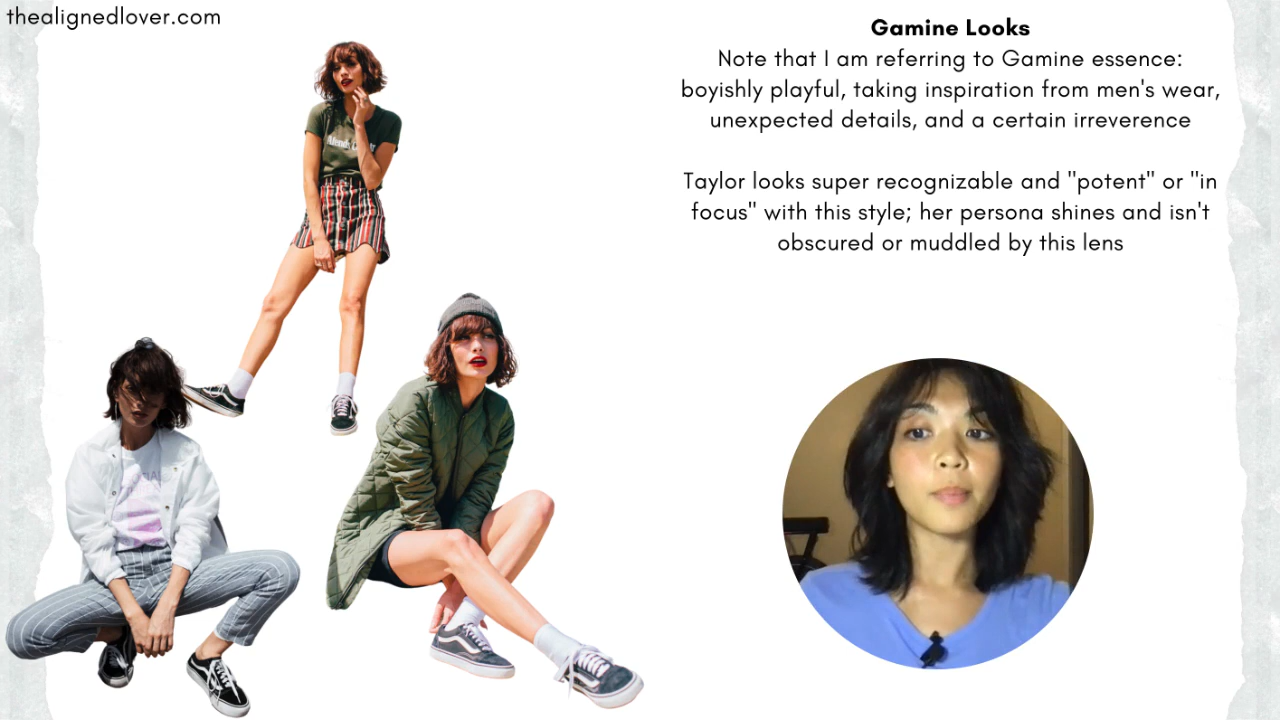 thealignedlover.com
Gamine Looks
Note that I am referring to Gamine essence:
boyishly playful, taking inspiration from men's wear,
unexpected details, and a certain irreverence
Taylor looks super recognizable and "potent" or "in
focus" with this style; her persona shines and isn't
obscured or muddled by this lens